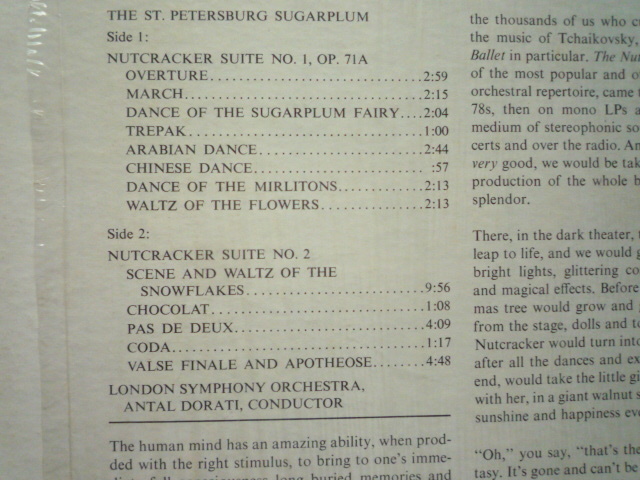 THE ST. PETERSBURG SUGARPLUM
Side 1:
NUTCRACKER SUITE NO. 1, OP. 71A
OVERTURE..............................2:59
MARCH.................................2:15
DANCE OF THE SUGARPLUM FAIRY....2:04
TREPAK................................1:00
ARABIAN DANCE.........................2:44
CHINESE DANCE......................... :57
DANCE OF THE MIRLITONS.............2:13
WALTZ OF THE FLOWERS................2:13
Side 2:
NUTCRACKER SUITE NO. 2
SCENE AND WALTZ OF THE
SNOWFLAKES..........................9:56
CHOCOLAT..............................1:08
PAS DE DEUX...........................4:09
CODA..................................1:17
VALSE FINALE AND APOTHEOSE........4:48
LONDON SYMPHONY ORCHESTRA,
ANTAL DORATI, CONDUCTOR
The human mind has an amazing ability, when prod-
ded with the right stimulus, to bring to one's imme-
long buried memories and
the thousands of us who
the music of Tchaikovsky,
Ballet in particular. The
of the most popular and
orchestral repertoire, came
78s, then on mono LPs
medium of stereophonic
certs and over the radio.
very good, we would be
production of the whole
splendor.
There, in the dark theater,
leap to life, and we would
bright lights, glittering
and magical effects. Before
mas tree would grow and
from the stage, dolls and
Nutcracker would turn into
after all the dances and
end, would take the little
with her, in a giant walnut
sunshine and happiness
"Oh," you say, "that's the
tasy. It's gone and can't be